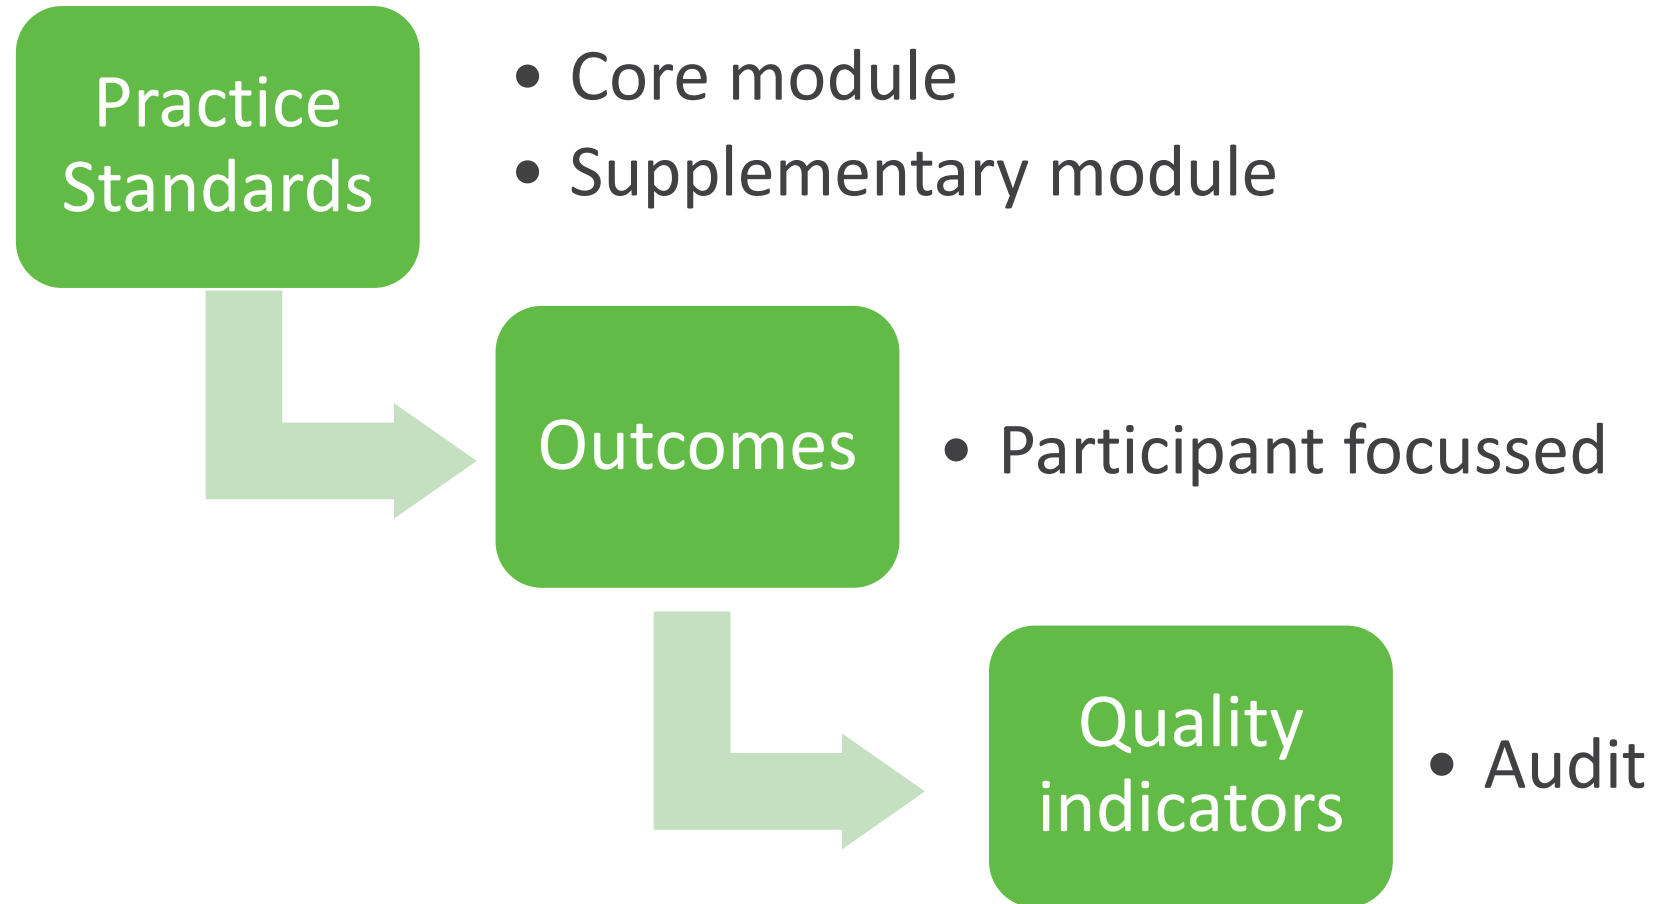 Practice
Standards
• Core module
• Supplementary module
Outcomes
• Participant focussed
Quality
indicators
• Audit